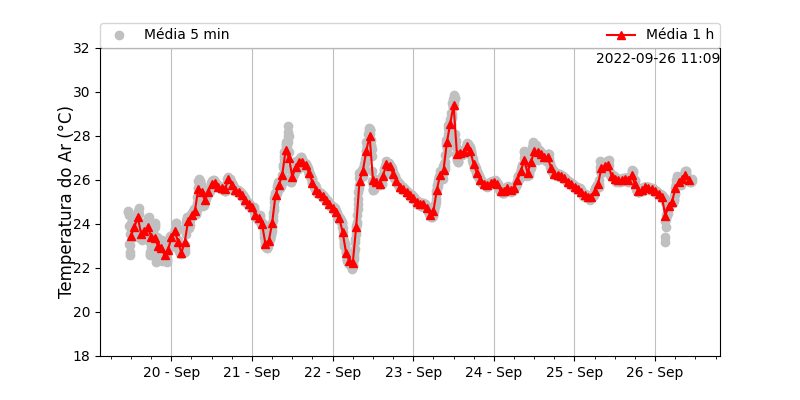 Média 5 min
Média 1 h
2022-09-26 11:09
Temperatura do Ar (°C)
32
30
28
26
24
22
20
18
20 - Sep
21 - Sep
22 - Sep
23 - Sep
24 - Sep
25 - Sep
26 - Sep